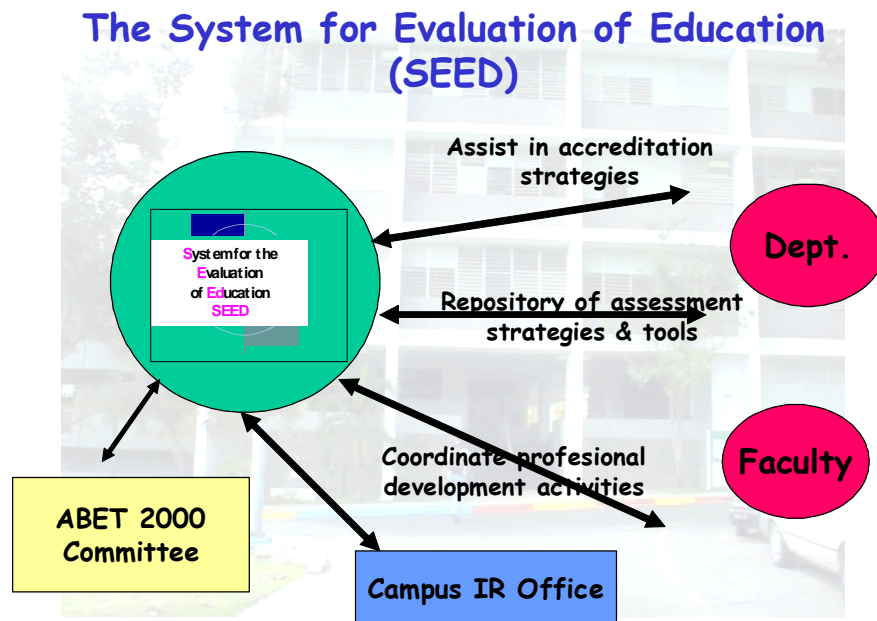 The System for Evaluation of Education
(SEED)
Assist in accreditation
strategies
Dept.
System for the
Evaluation
of Education
SEED
Repository of assessment
strategies & tools
Coordinate profesional
development activities
Faculty
ABET 2000
Committee
Campus IR Office